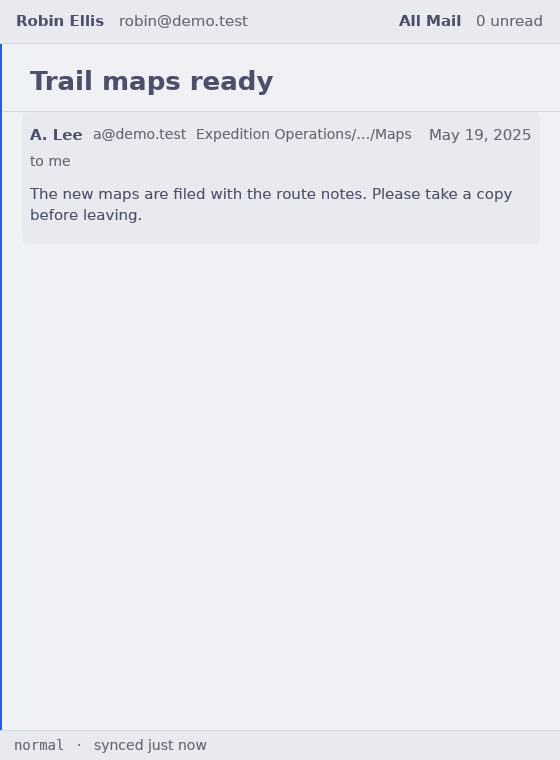 Robin Ellis robin@demo.test All Mail 0 unread
Trail maps ready
A. Lee a@demo.test Expedition Operations/…/Maps May 19, 2025
to me
The new maps are filed with the route notes. Please take a copy
before leaving.
normal · synced just now